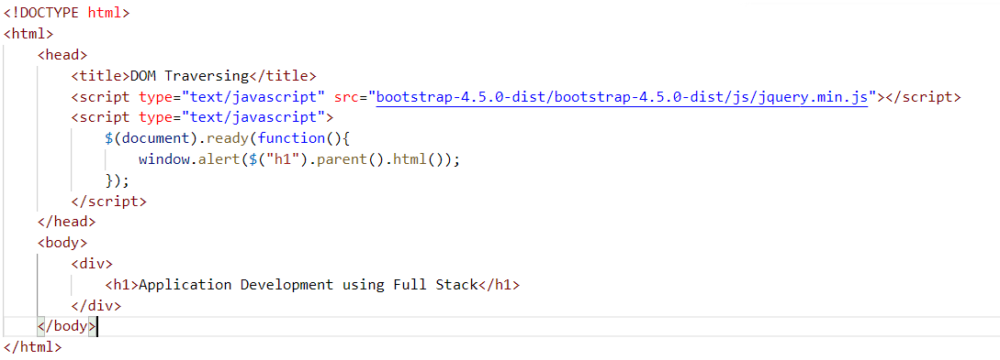 <!DOCTYPE html>
<html>
    <head>
        <title>DOM Traversing</title>
        <script type="text/javascript" src="bootstrap-4.5.0-dist/bootstrap-4.5.0-dist/js/jquery.min.js"></script>
        <script type="text/javascript">
            $(document).ready(function(){
                window.alert($("h1").parent().html());
            });
        </script>
    </head>
    <body>
        <div>
            <h1>Application Development using Full Stack</h1>
        </div>
    </body>
</html>